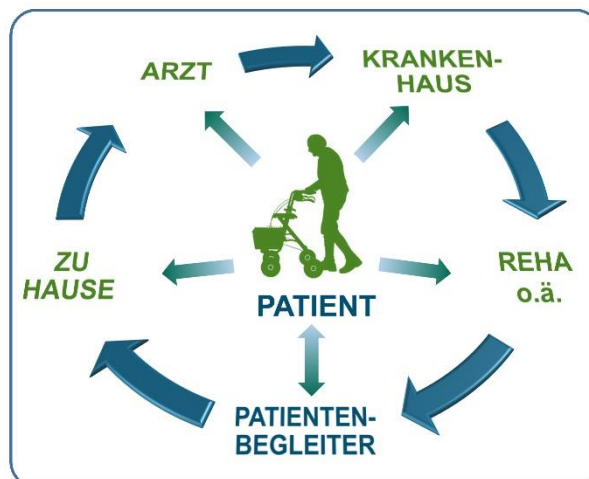 ARZT
KRANKEN-
HAUS
ZU
HAUSE
REHA
o.ä.
PATIENT
PATIENTEN-
BEGLEITER